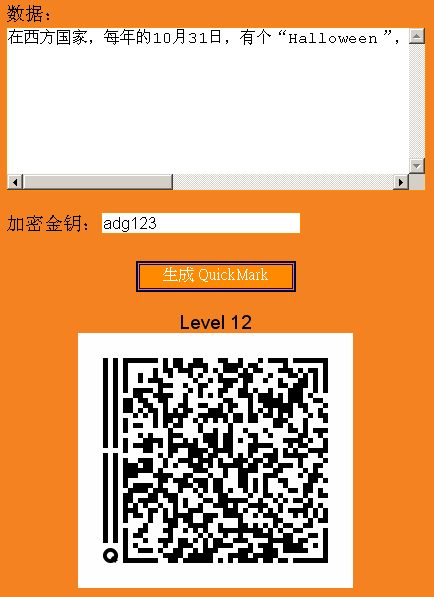 数据：
在西方国家，每年的10月31日，有个“Halloween”，
加密金钥：adg123
生成 QuickMark
Level 12